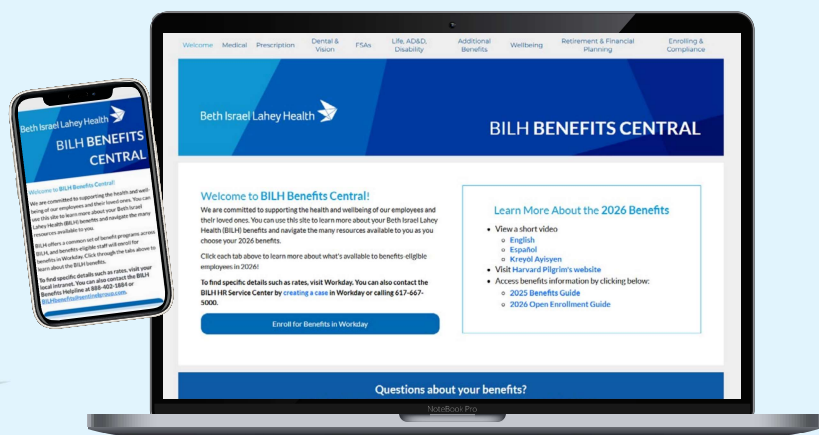 Welcome Medical Prescription Dental & Vision FSAs Life, AD&D, Disability Additional Benefits Wellbeing Retirement & Financial Planning Enrolling & Compliance
Beth Israel Lahey Health
BILH BENEFITS CENTRAL
Welcome to BILH Benefits Central!
We are committed to supporting the health and wellbeing of our employees and
their loved ones. You can use this site to learn more about your Beth Israel Lahey
Health (BILH) benefits and navigate the many resources available to you as you
choose your 2026 benefits.
Click each tab above to learn more about what's available to benefits-eligible
employees in 2026!
To find specific details such as rates, visit Workday. You can also contact the
BILH HR Service Center by creating a case in Workday or calling 617-667-
5000.
Enroll for Benefits in Workday
Learn More About the 2026 Benefits
• View a short video
○ English
○ Español
○ Kreyòl Ayisyen
• Visit Harvard Pilgrim's website
• Access benefits information by clicking below:
○ 2025 Benefits Guide
○ 2026 Open Enrollment Guide
Questions about your benefits?
NoteBook Pro
Beth Israel Lahey Health
BILH BENEFITS
CENTRAL
Welcome to BILH Benefits Central!
We are committed to supporting the health and well-
being of our employees and their loved ones. You can
use this site to learn more about your Beth Israel
Lahey Health (BILH) benefits and navigate the many
resources available to you.
BILH offers a common set of benefit programs across
BILH, and benefits-eligible staff will enroll for
benefits in Workday. Click through the tabs above to
learn about the BILH benefits.
To find specific details such as rates, visit your
local intranet. You can also contact the BILH
Benefits Helpline at 888-402-1884 or
BILHbenefits@sentinelgroup.com.